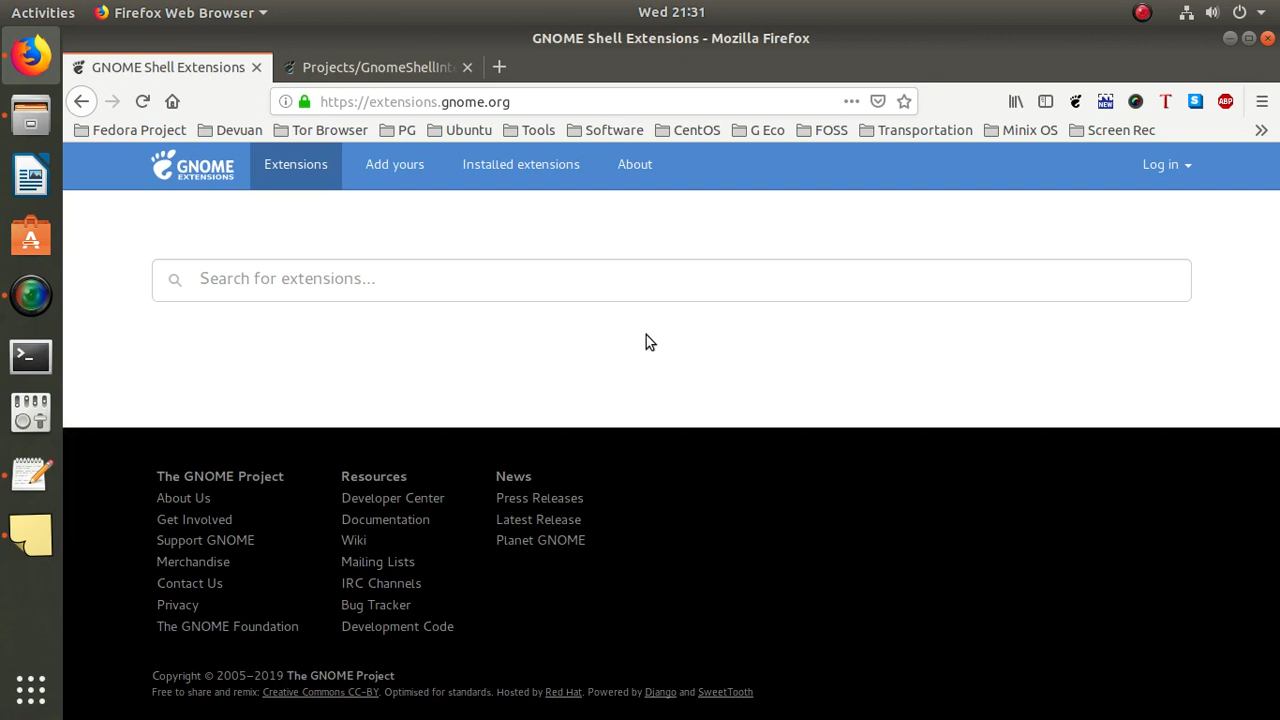 Activities Firefox Web Browser Wed 21:31
GNOME Shell Extensions - Mozilla Firefox
GNOME Shell Extensions Projects/GnomeShellInte
https://extensions.gnome.org NEW T S ABP
Fedora Project Devuan Tor Browser PG Ubuntu Tools Software CentOS G Eco FOSS Transportation Minix OS Screen Rec
GNOME EXTENSIONS Extensions Add yours Installed extensions About Log in
Search for extensions...
The GNOME Project Resources News
About Us Developer Center Press Releases
Get Involved Documentation Latest Release
Support GNOME Wiki Planet GNOME
Merchandise Mailing Lists
Contact Us IRC Channels
Privacy Bug Tracker
The GNOME Foundation Development Code
Copyright © 2005–2019 The GNOME Project
Free to share and remix: Creative Commons CC-BY. Optimised for standards. Hosted by Red Hat. Powered by Django and SweetTooth